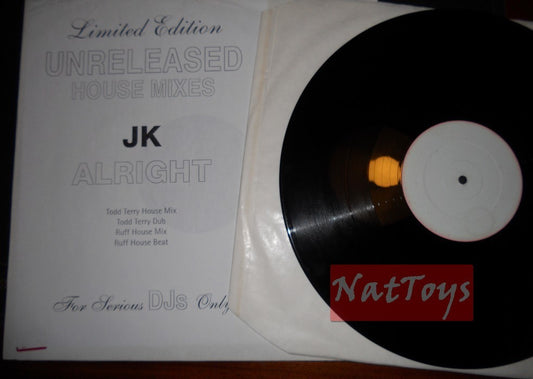 Limited Edition
UNRELEASED
HOUSE MIXES
JK
ALRIGHT
Todd Terry House Mix
Todd Terry Dub
Ruff House Mix
Ruff House Beat
For Serious DJs Only
NatToys